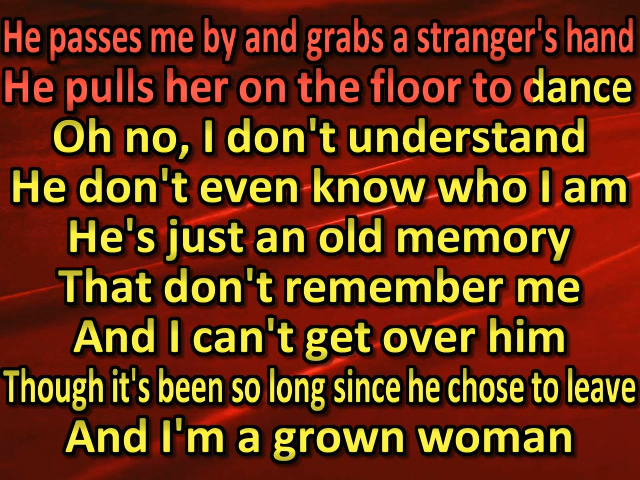 He passes me by and grabs a stranger's hand
He pulls her on the floor to dance
Oh no, I don't understand
He don't even know who I am
He's just an old memory
That don't remember me
And I can't get over him
Though it's been so long since he chose to leave
And I'm a grown woman